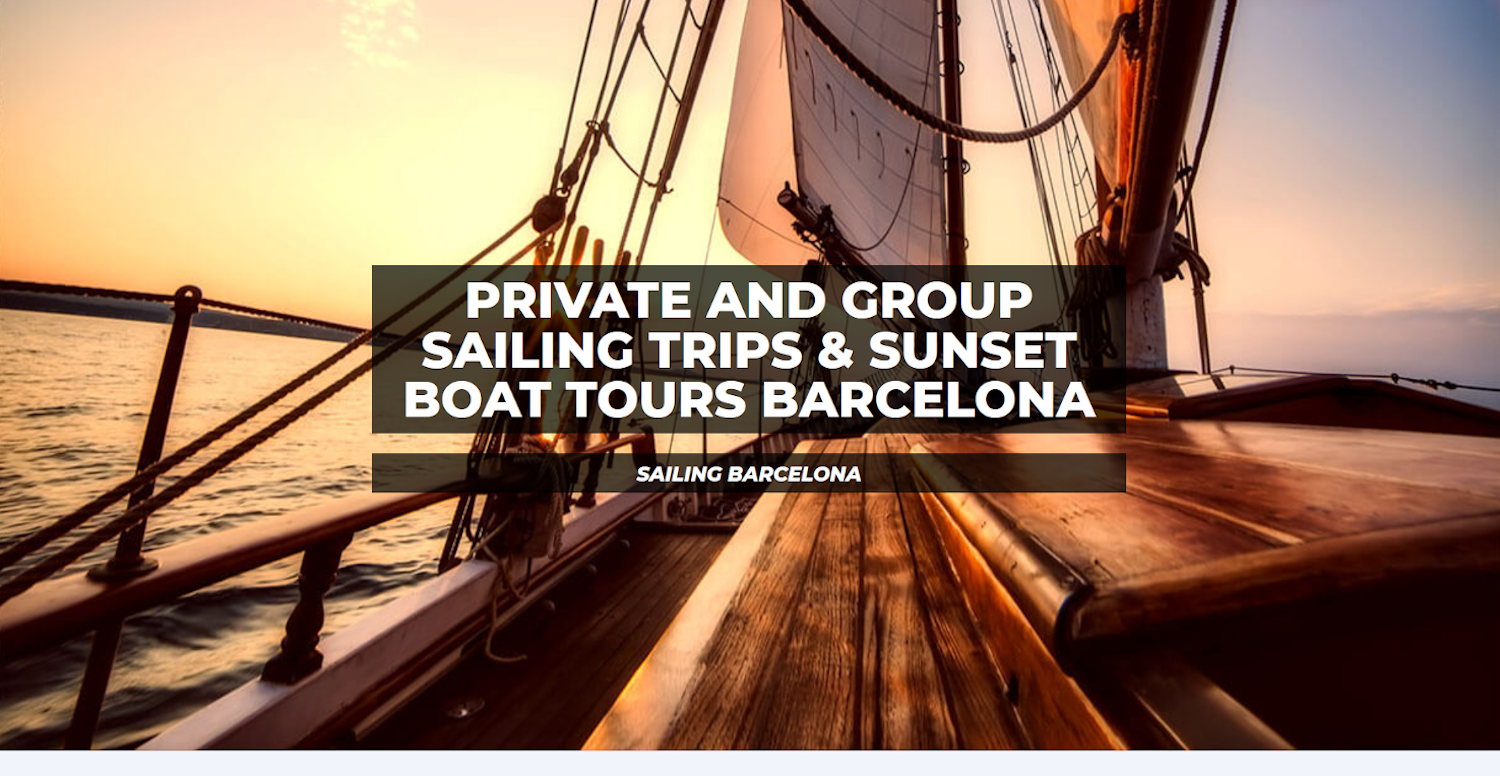 PRIVATE AND GROUP
SAILING TRIPS & SUNSET
BOAT TOURS BARCELONA
SAILING BARCELONA